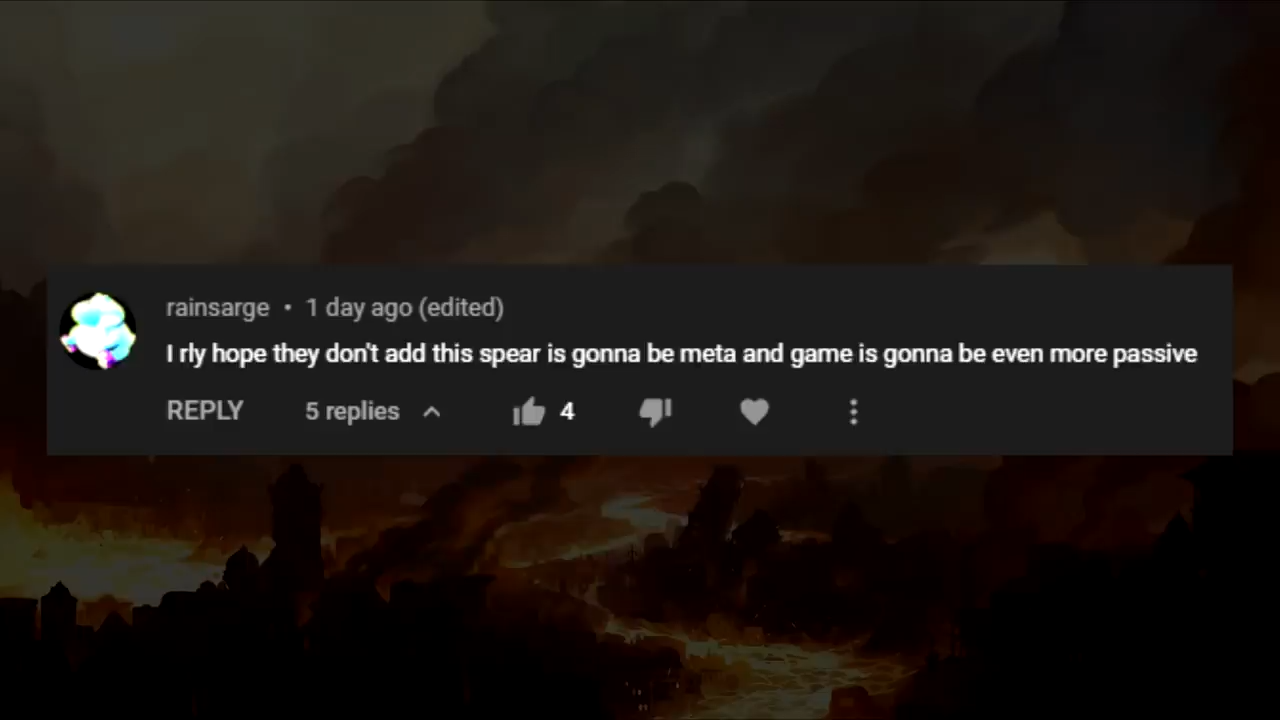 rainsarge • 1 day ago (edited)
I rly hope they don't add this spear is gonna be meta and game is gonna be even more passive
REPLY 5 replies 4